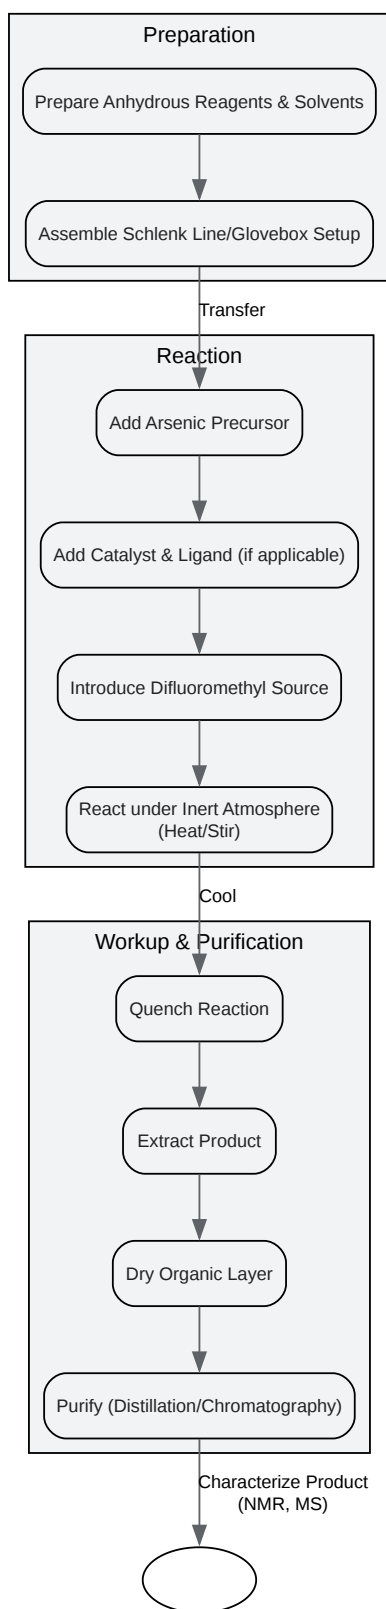 Preparation
Prepare Anhydrous Reagents & Solvents
Assemble Schlenk Line/Glovebox Setup
Transfer
Reaction
Add Arsenic Precursor
Add Catalyst & Ligand (if applicable)
Introduce Difluoromethyl Source
React under Inert Atmosphere
(Heat/Stir)
Cool
Workup & Purification
Quench Reaction
Extract Product
Dry Organic Layer
Purify (Distillation/Chromatography)
Characterize Product
(NMR, MS)